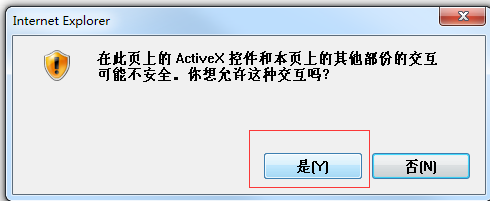 Internet Explorer
在此页上的 ActiveX 控件和本页上的其他部份的交互
可能不安全。你想允许这种交互吗?
是(Y)
否(N)